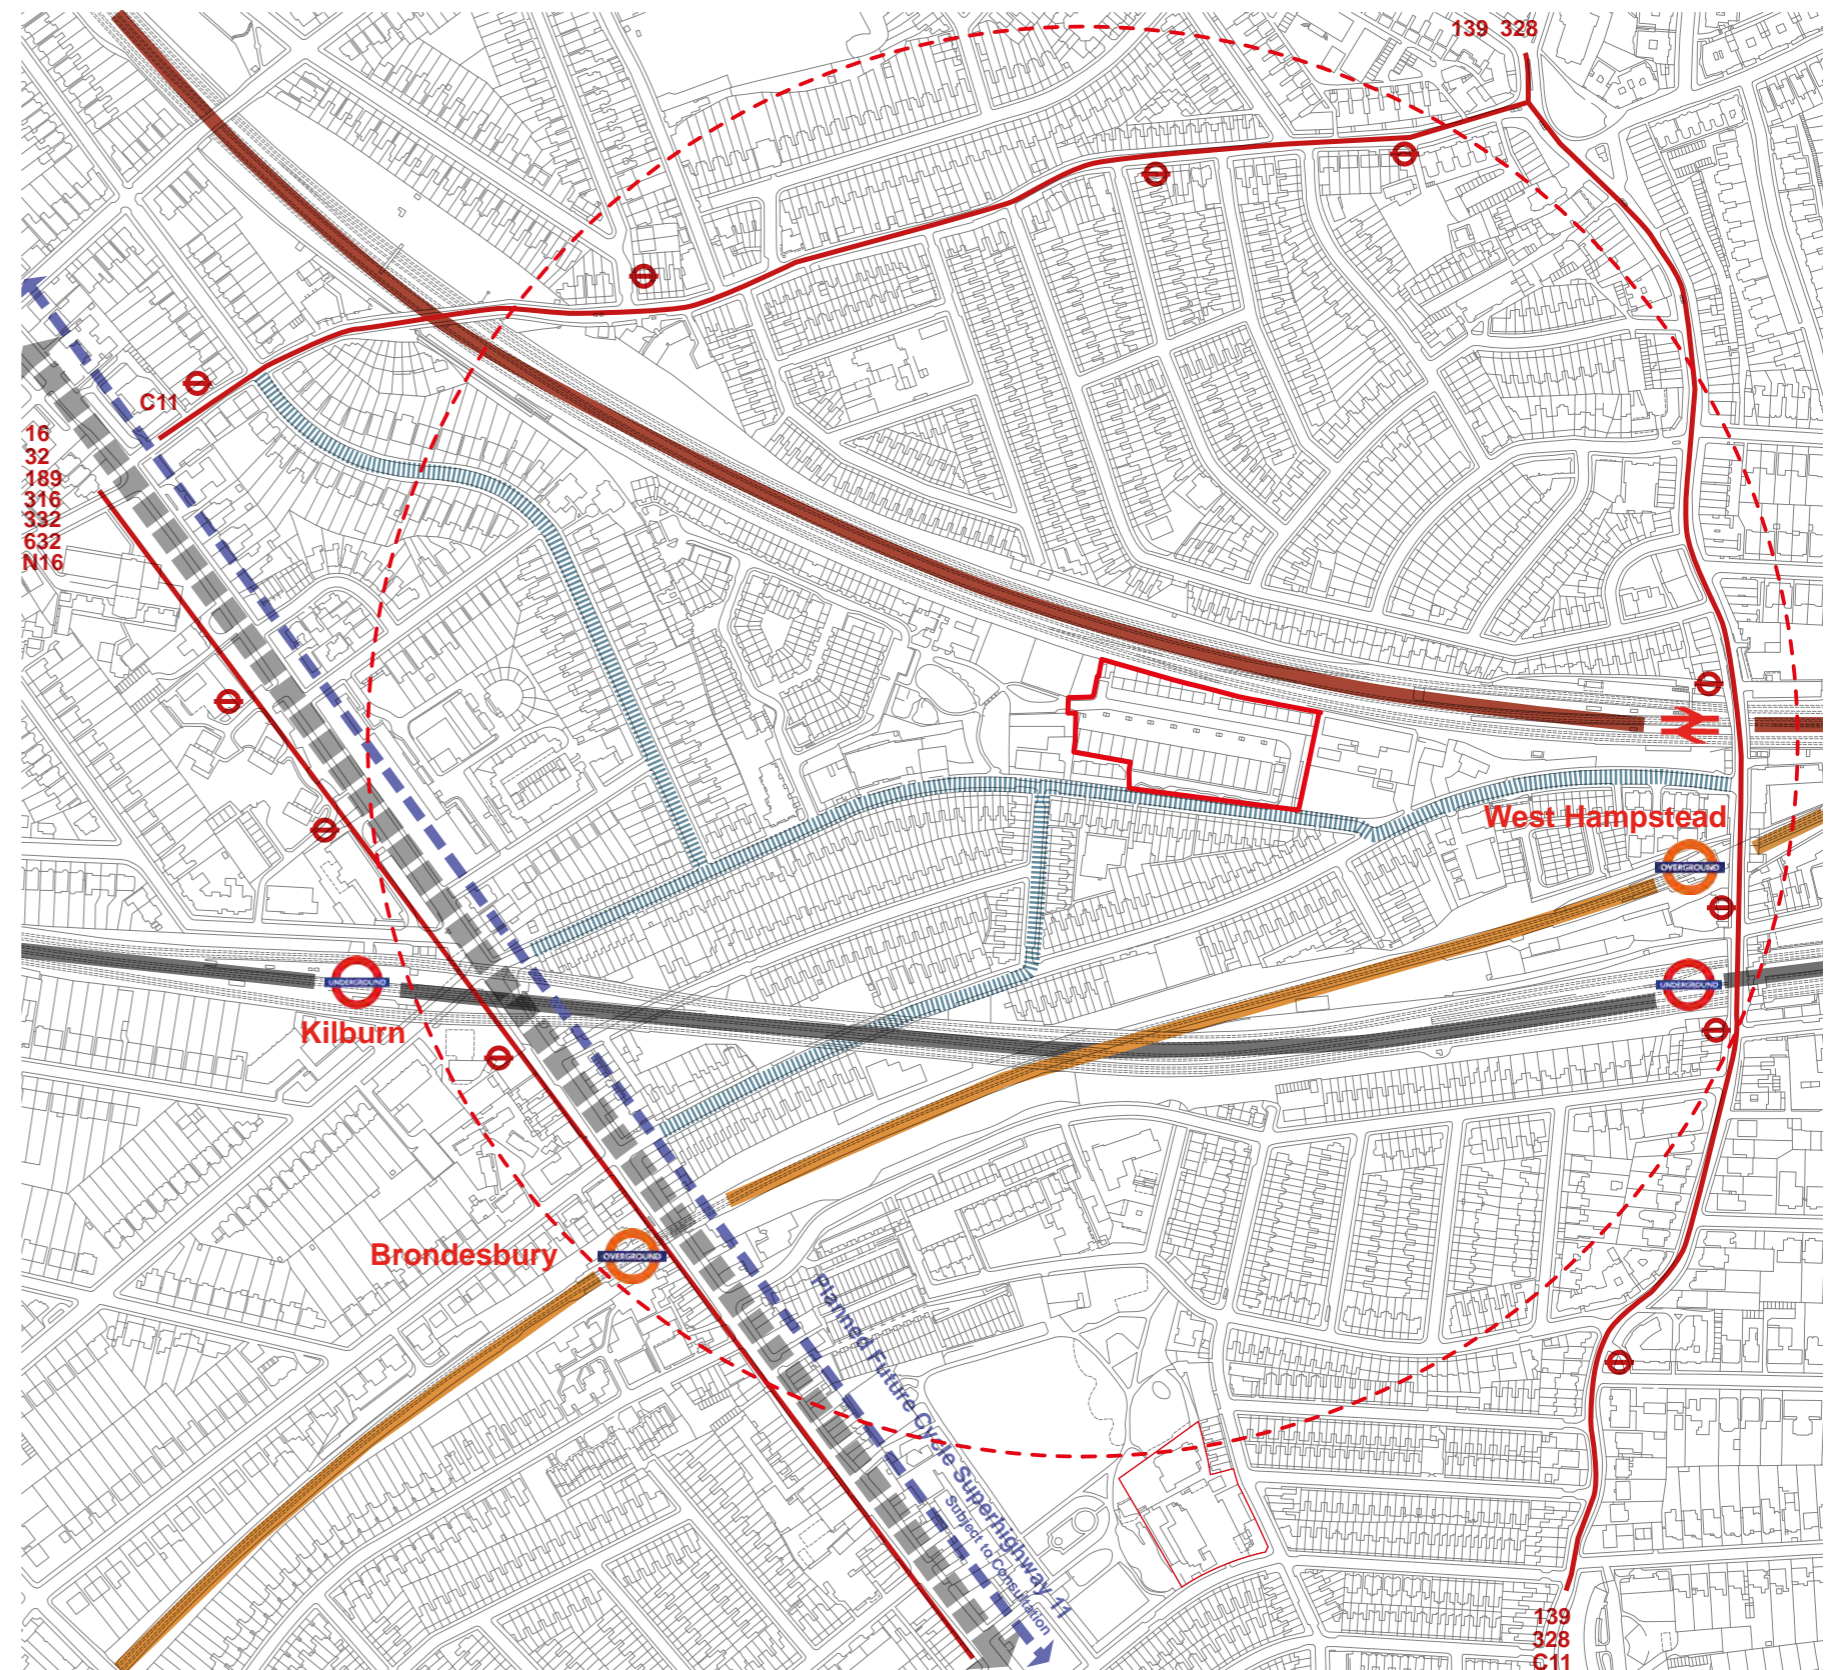 139 328
C11
16
32
189
316
332
632
N16
West Hampstead
OVERGROUND
UNDERGROUND
UNDERGROUND
Kilburn
Brondesbury
OVERGROUND
Planned Future Cycle Superhighway 11
Subject to Consultation
139
328
C11